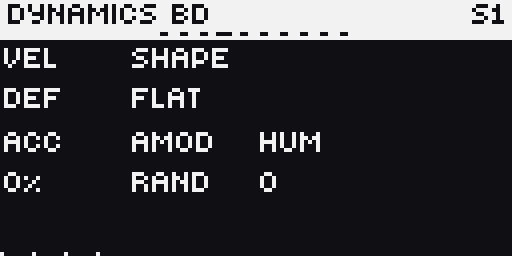 DYNAMICS BD S1
VEL SHAPE
DEF FLAT
ACC AMOD HUM
0% RAND 0